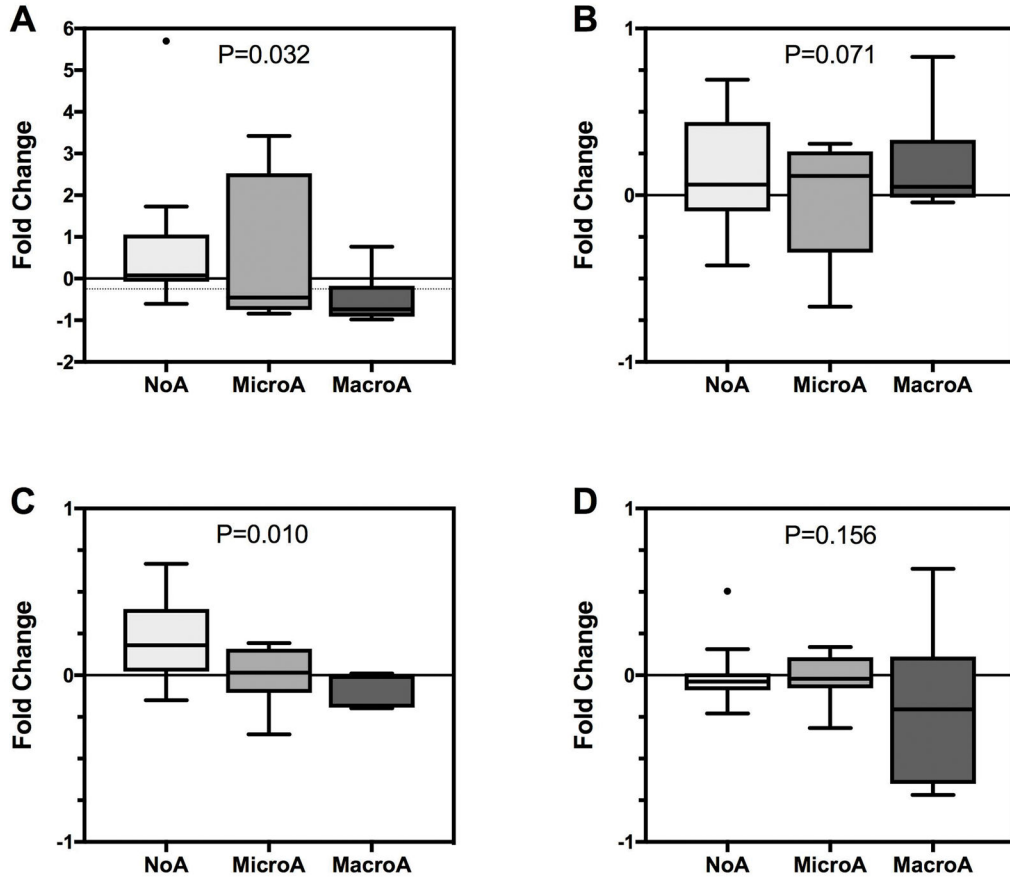 A
P=0.032
Fold Change
6
5
4
3
2
1
0
-1
-2
NoA MicroA MacroA
B
P=0.071
Fold Change
1
0
-1
NoA MicroA MacroA
C
P=0.010
Fold Change
1
0
-1
NoA MicroA MacroA
D
P=0.156
Fold Change
1
0
-1
NoA MicroA MacroA